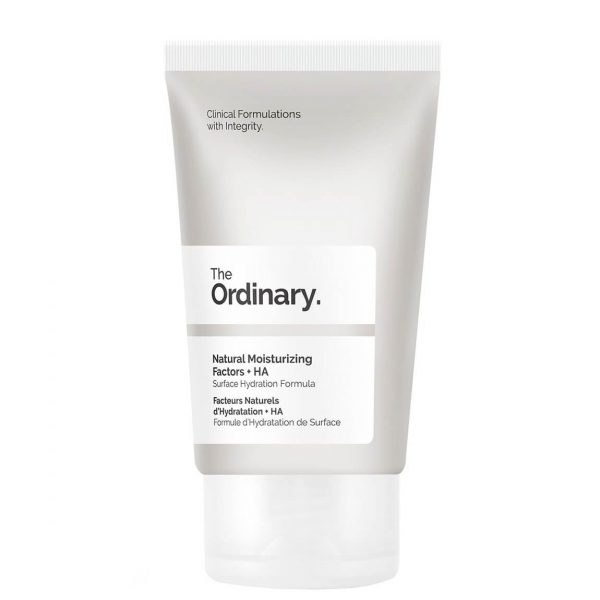 Clinical Formulations
with Integrity.
The
Ordinary.
Natural Moisturizing
Factors + HA
Surface Hydration Formula
Facteurs Naturels
d'Hydratation + HA
Formule d'Hydratation de Surface